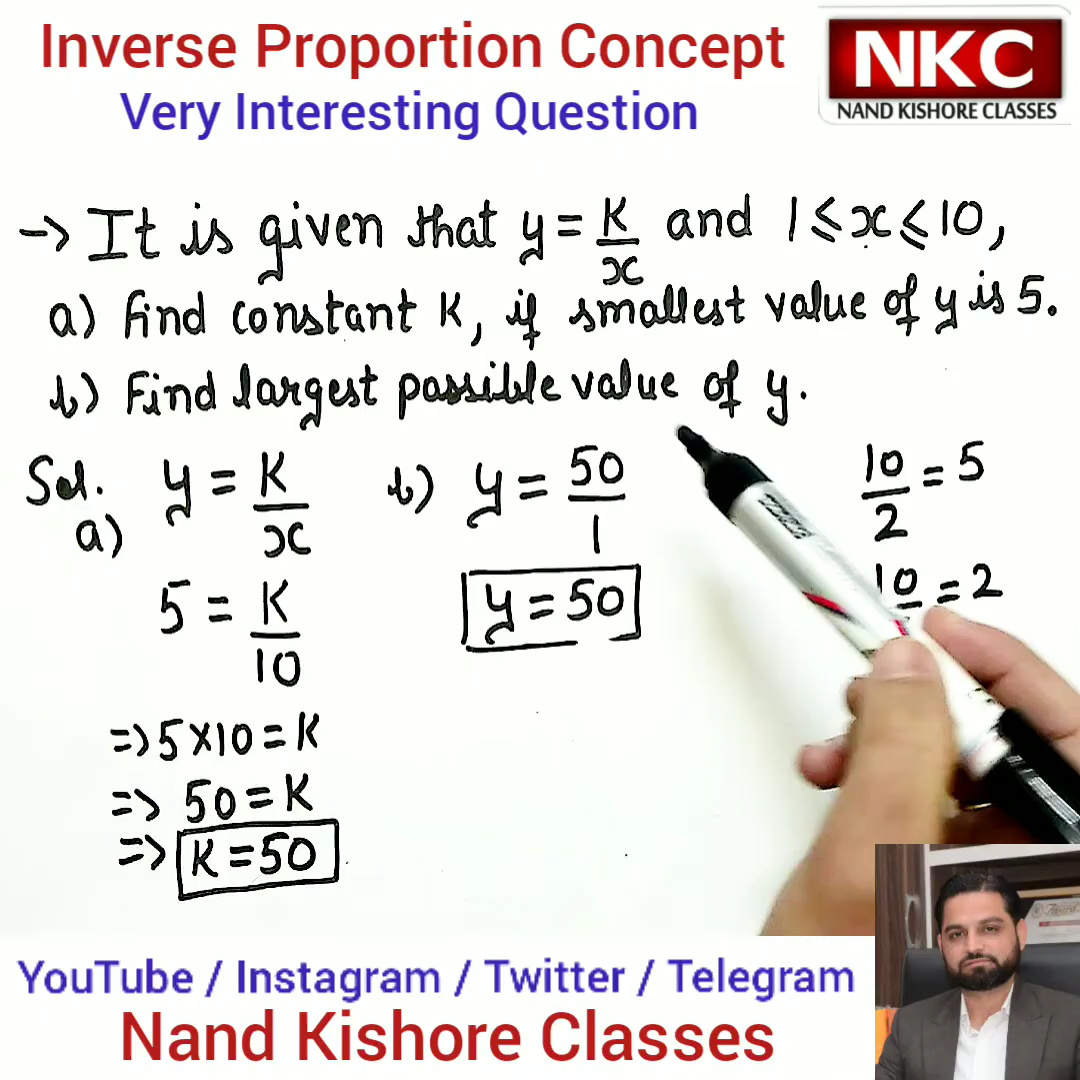 Inverse Proportion Concept
Very Interesting Question
NKC
NAND KISHORE CLASSES
-> It is given that y = K/x and 1 ⩽ x ⩽ 10,
a) find constant K, if smallest value of y is 5.
b) Find largest possible value of y.
Sol. a) y = K/x
5 = K/10
=> 5 × 10 = K
=> 50 = K
=> K = 50
b) y = 50/1
y = 50
10/2 = 5
10/ = 2
YouTube / Instagram / Twitter / Telegram
Nand Kishore Classes